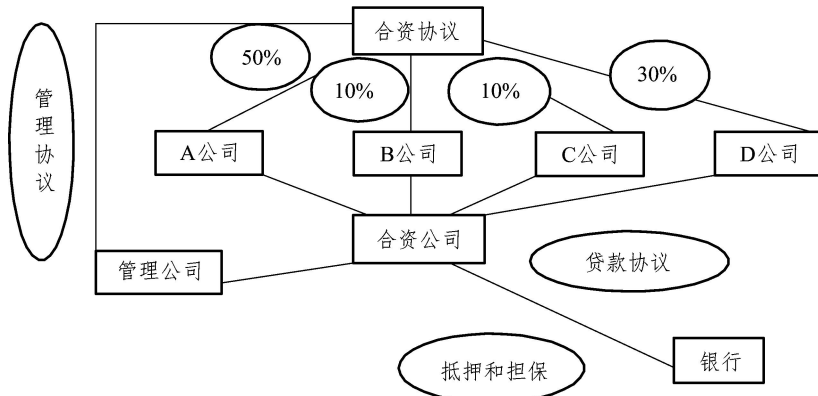 合资协议
50%
10%
10%
30%
管理协议
A公司
B公司
C公司
D公司
合资公司
管理公司
贷款协议
抵押和担保
银行